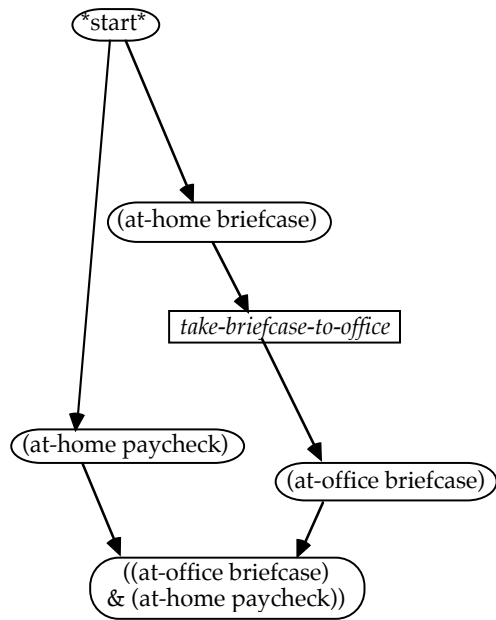 *start*
(at-home briefcase)
take-briefcase-to-office
(at-home paycheck)
(at-office briefcase)
((at-office briefcase)
& (at-home paycheck))